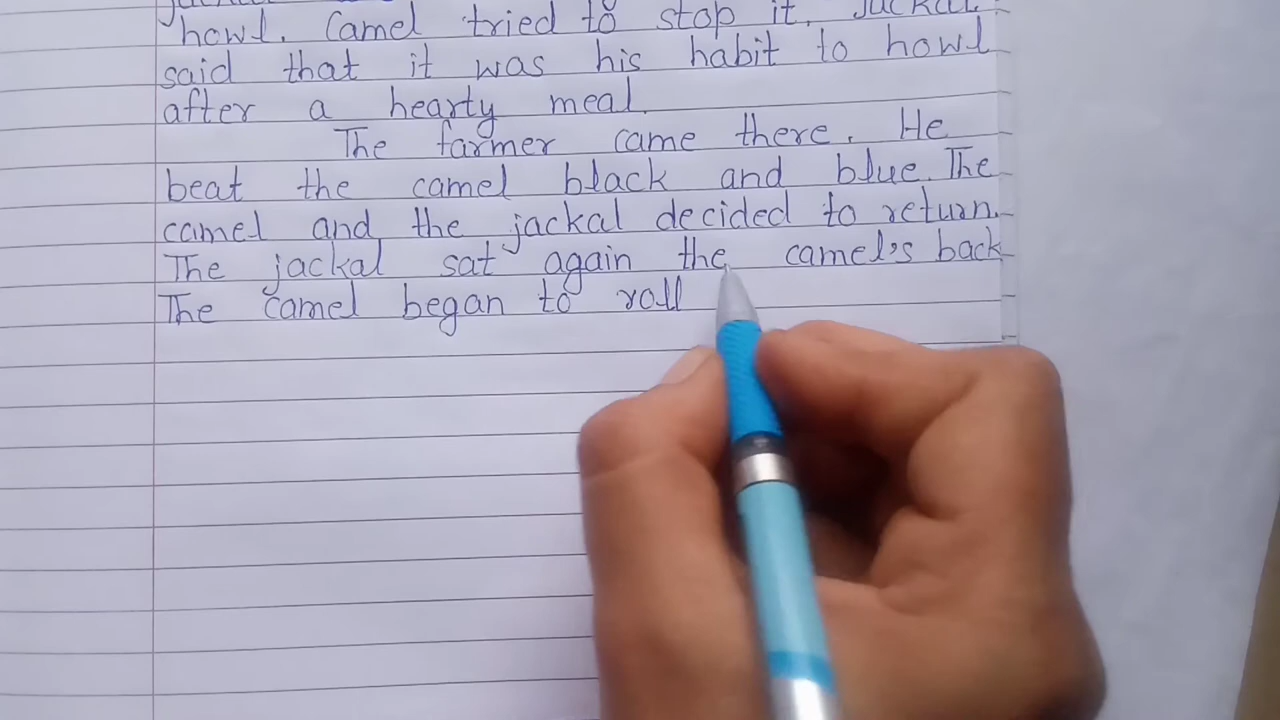 howl. Camel tried to stop it. Jackal
said that it was his habit to howl
after a hearty meal.
The farmer came there. He
beat the camel black and blue. The
camel and the jackal decided to return.
The jackal sat again the camel's back
The camel began to roll